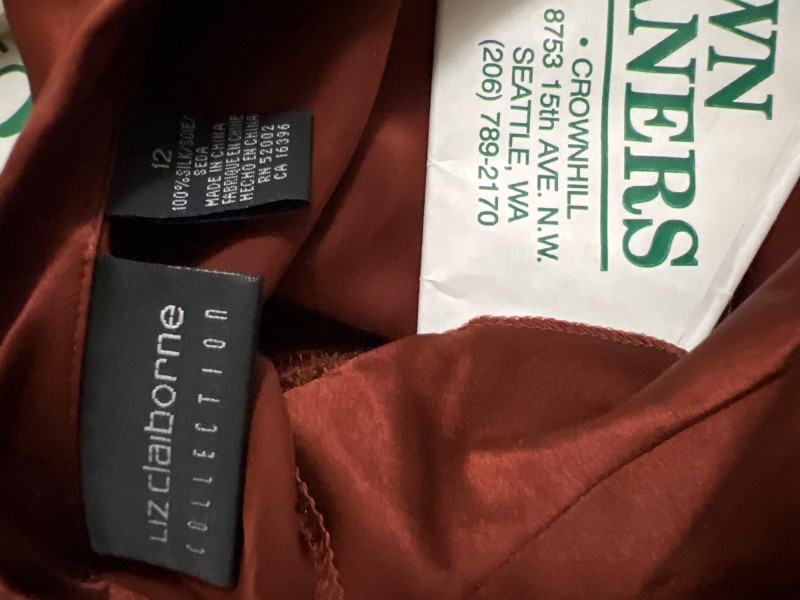 12
100%SILK/SOIE/
SEDA
MADE IN CHINA
FABRIQUE EN CHINE
HECHO EN CHINA
RN 52002
CA 16396
LIZ claiborne
COLLECTION
WN
NERS
• CROWNHILL
8753 15th AVE. N.W.
SEATTLE, WA
(206) 789-2170